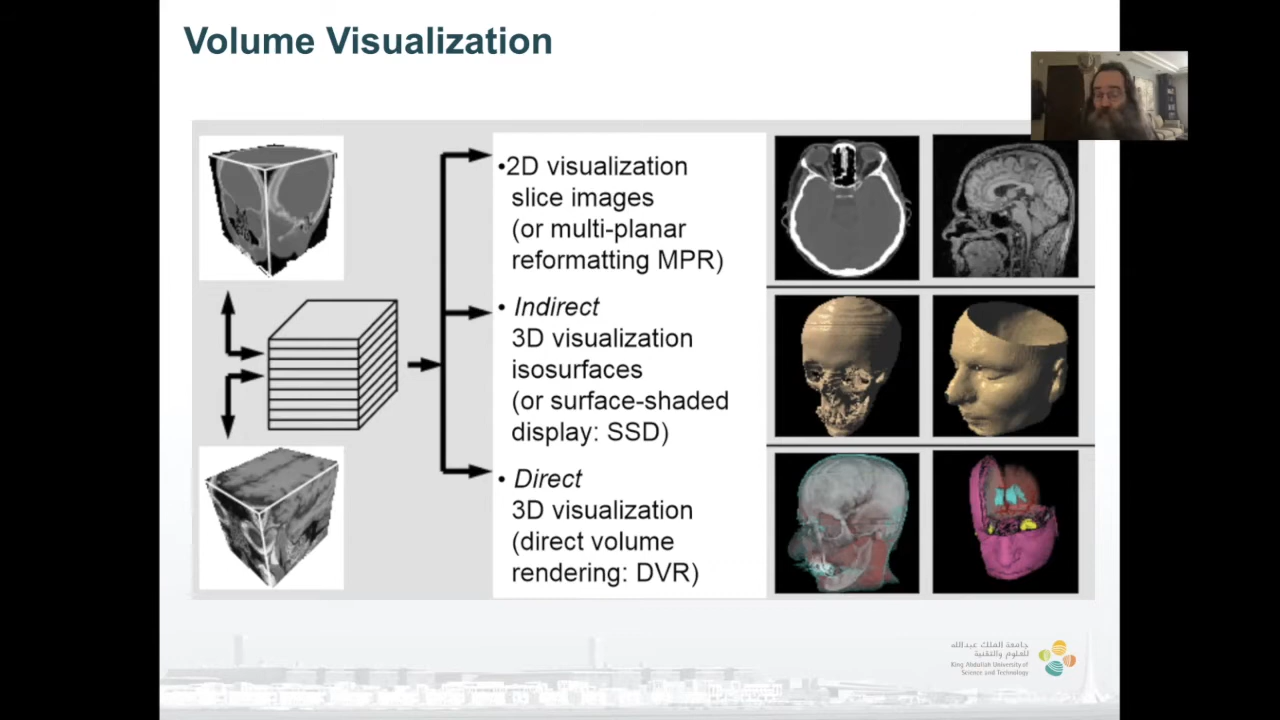 Volume Visualization
•2D visualization
slice images
(or multi-planar
reformatting MPR)
• Indirect
3D visualization
isosurfaces
(or surface-shaded
display: SSD)
• Direct
3D visualization
(direct volume
rendering: DVR)
جامعة الملك عبدالله
للعلوم والتقنية
King Abdullah University of
Science and Technology